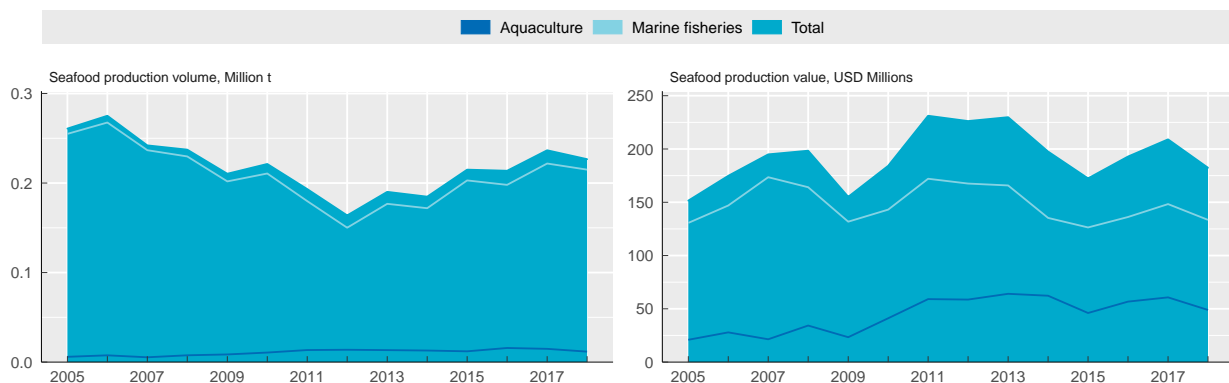 Aquaculture Marine fisheries Total
Seafood production volume, Million t
0.3
0.2
0.1
0.0
2005 2007 2009 2011 2013 2015 2017
Seafood production value, USD Millions
250
200
150
100
50
0
2005 2007 2009 2011 2013 2015 2017